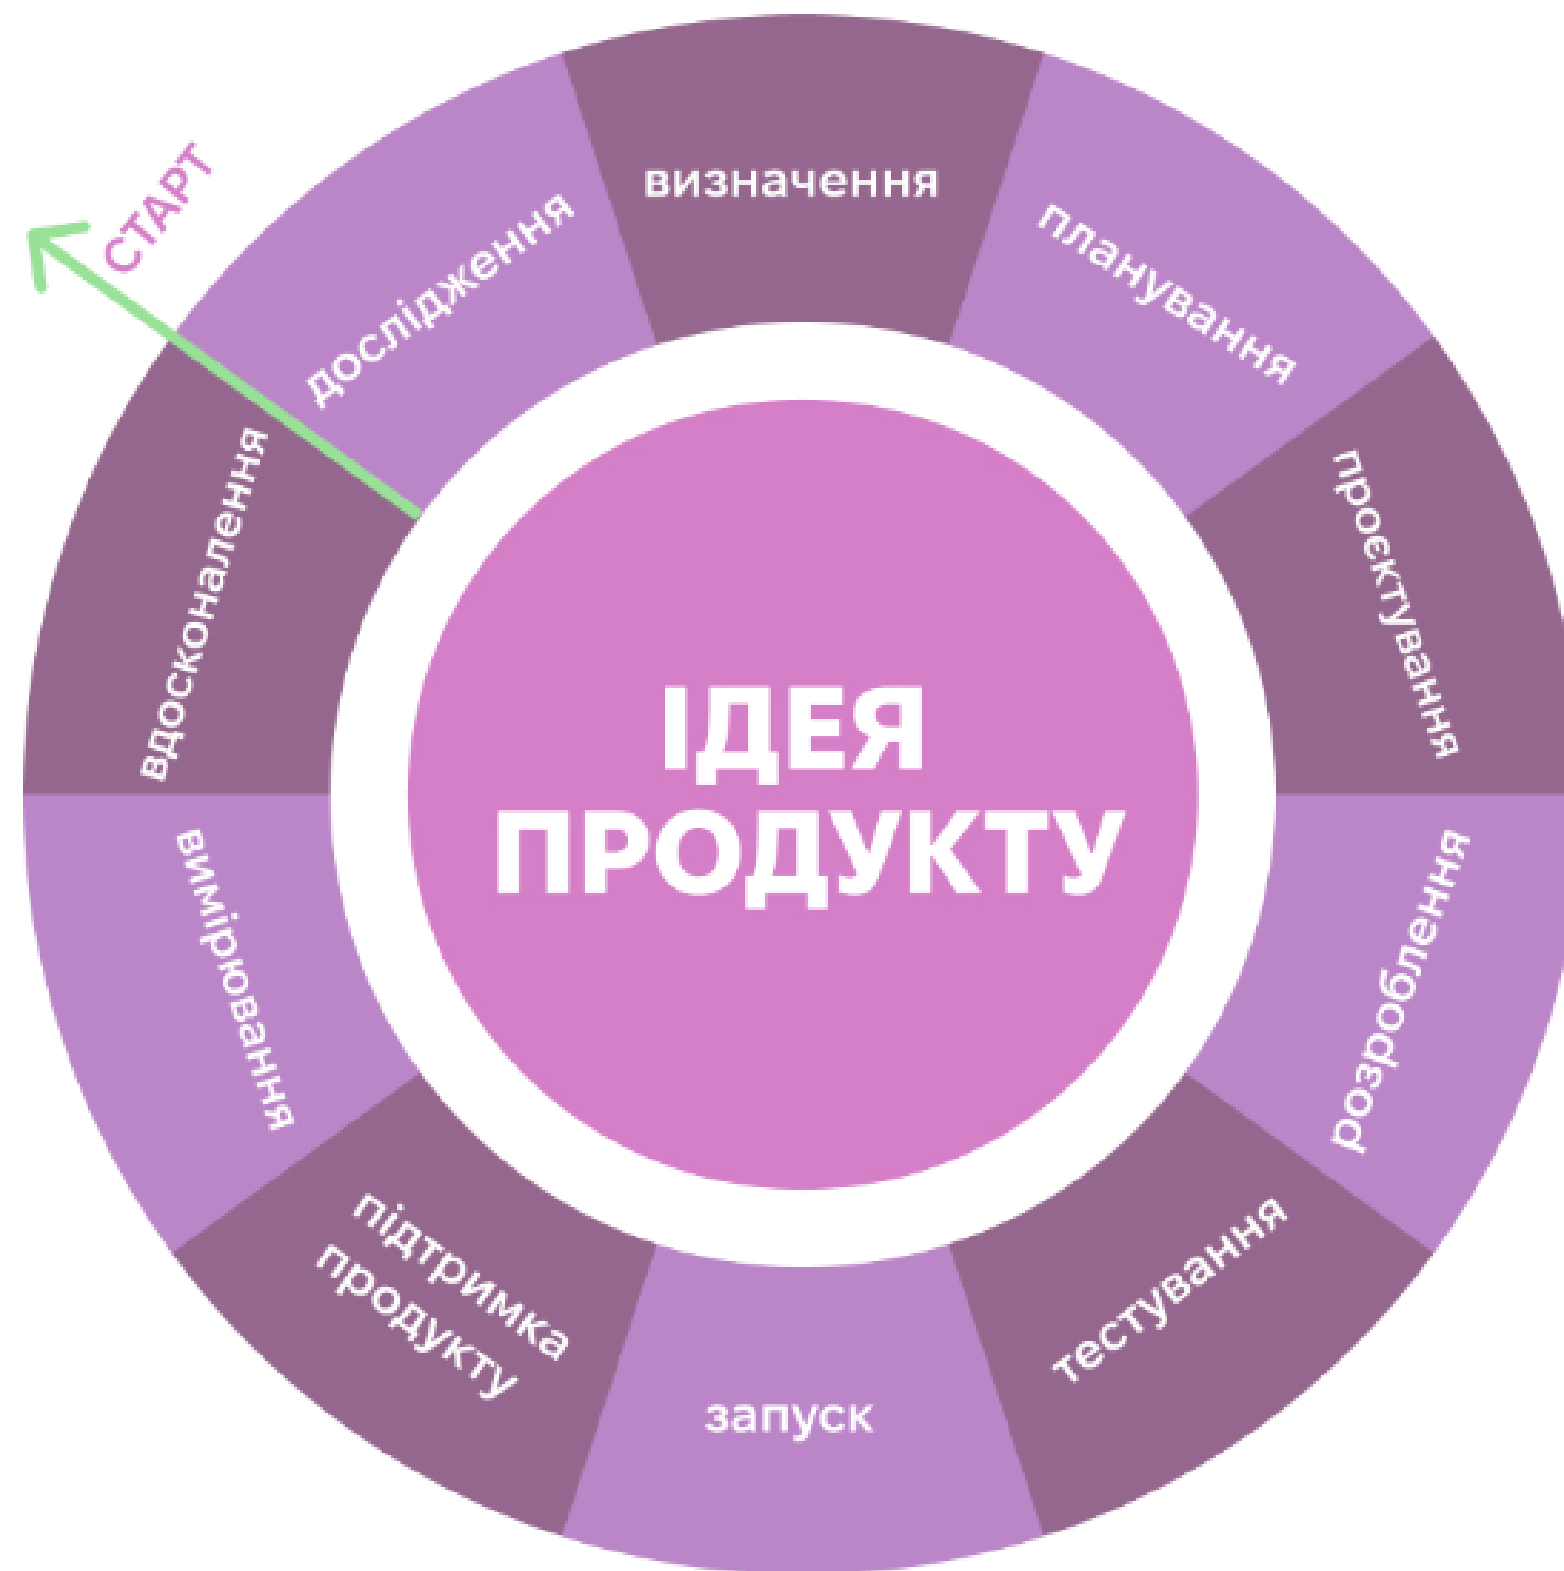 СТАРТ
дослідження
визначення
планування
проєктування
розроблення
тестування
запуск
підтримка
продукту
вимірювання
вдосконалення
ІДЕЯ
ПРОДУКТУ